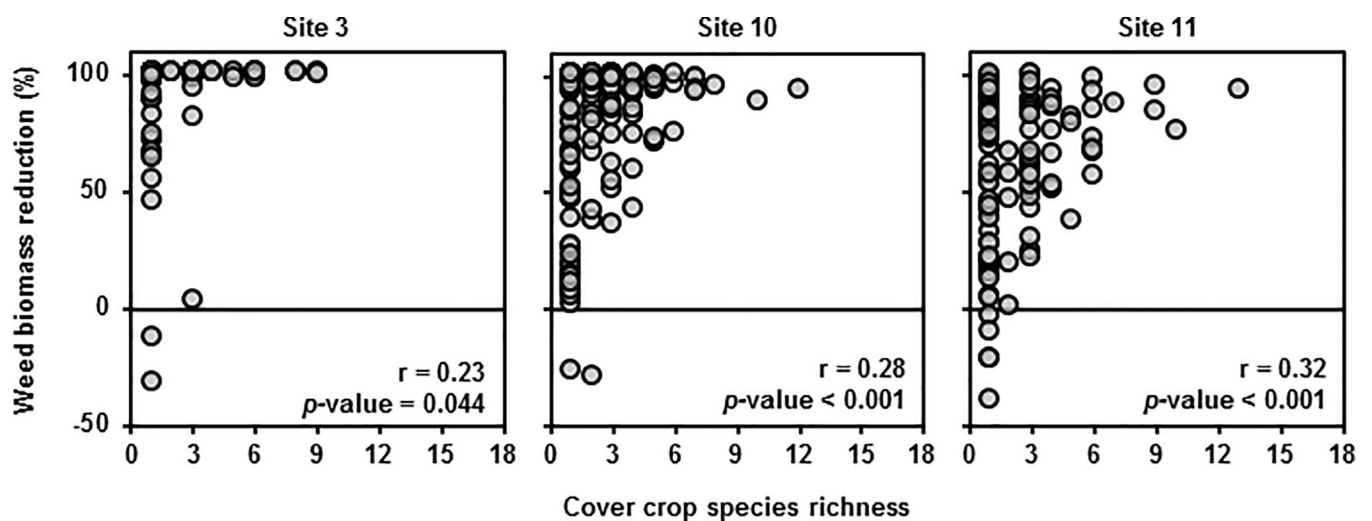 Site 3
Site 10
Site 11
Weed biomass reduction (%)
100
50
0
-50
r = 0.23
p-value = 0.044
r = 0.28
p-value < 0.001
r = 0.32
p-value < 0.001
0 3 6 9 12 15 18
0 3 6 9 12 15 18
0 3 6 9 12 15 18
Cover crop species richness